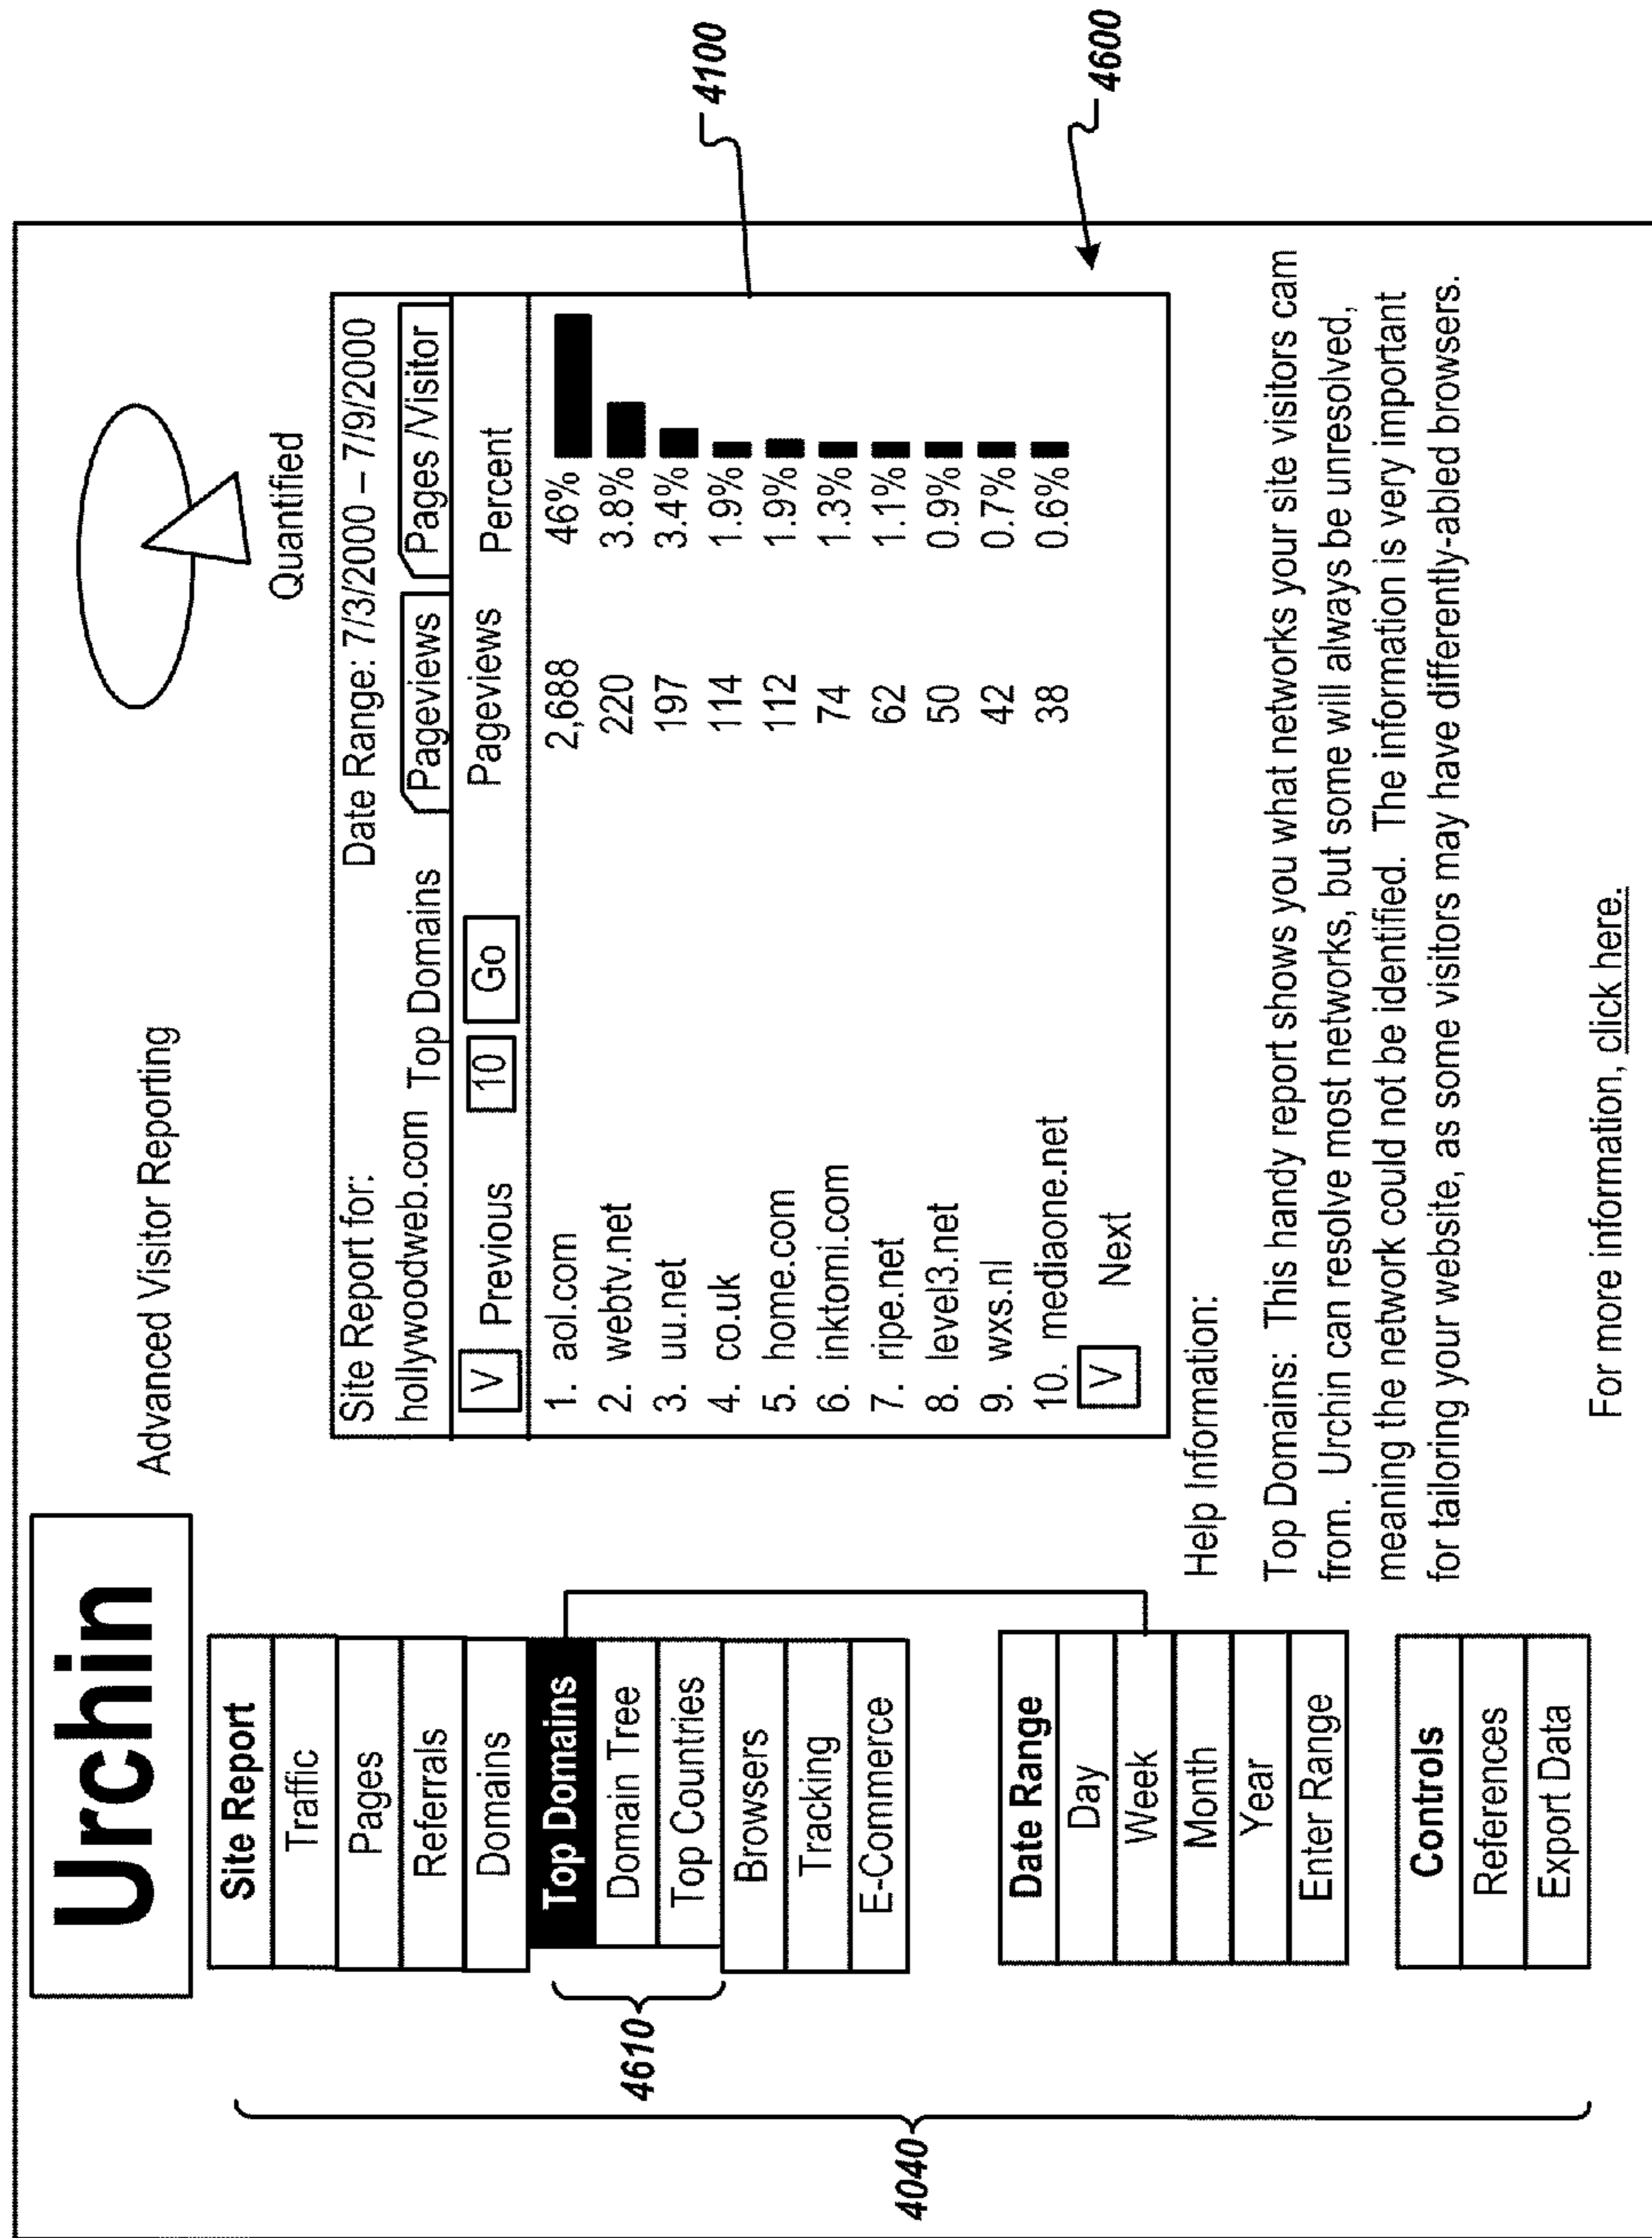 Urchin
Advanced Visitor Reporting
Quantified
Site Report
Traffic
Pages
Referrals
Domains
Top Domains
Domain Tree
Top Countries
Browsers
Tracking
E-Commerce
Date Range
Day
Week
Month
Year
Enter Range
Controls
References
Export Data
4610
4040
Site Report for: Date Range: 7/3/2000 – 7/9/2000
hollywoodweb.com Top Domains Pageviews Pages /Visitor
V Previous 10 Go Pageviews Percent
1. aol.com 2,688 46%
2. webtv.net 220 3.8%
3. uu.net 197 3.4%
4. co.uk 114 1.9%
5. home.com 112 1.9%
6. inktomi.com 74 1.3%
7. ripe.net 62 1.1%
8. level3.net 50 0.9%
9. wxs.nl 42 0.7%
10. mediaone.net 38 0.6%
V Next
4100
4600
Help Information:
Top Domains: This handy report shows you what networks your site visitors cam
from. Urchin can resolve most networks, but some will always be unresolved,
meaning the network could not be identified. The information is very important
for tailoring your website, as some visitors may have differently-abled browsers.
For more information, click here.